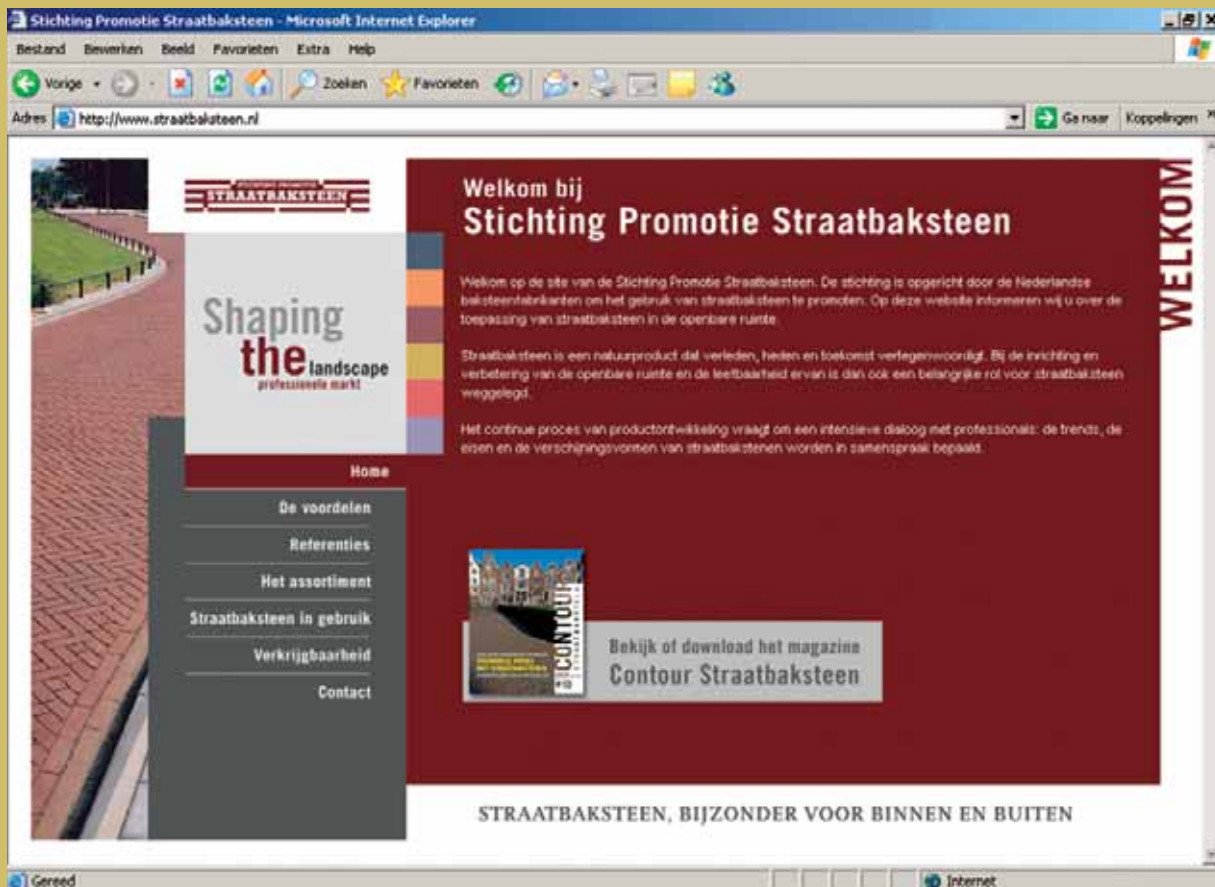 Stichting Promotie Straatbaksteen - Microsoft Internet Explorer
Bestand Bewerken Beeld Favorieten Extra Help
Vorige Zoeken Favorieten
Adres http://www.straatbaksteen.nl Ga naar Koppelingen
STICHTING PROMOTIE
STRAATBAKSTEEN
Shaping
the landscape
professionele markt
Home
De voordelen
Referenties
Het assortiment
Straatbaksteen in gebruik
Verkrijgbaarheid
Contact
Welkom bij
Stichting Promotie Straatbaksteen
Welkom op de site van de Stichting Promotie Straatbaksteen. De stichting is opgericht door de Nederlandse
baksteenfabrikanten om het gebruik van straatbaksteen te promoten. Op deze website informeren wij u over de
toepassing van straatbaksteen in de openbare ruimte.
Straatbaksteen is een natuurproduct dat verleden, heden en toekomst vertegenwoordigt. Bij de inrichting en
verbetering van de openbare ruimte en de leefbaarheid ervan is dan ook een belangrijke rol voor straatbaksteen
weggelegd.
Het continue proces van productontwikkeling vraagt om een intensieve dialoog met professionals: de trends, de
eisen en de verschijningsvormen van straatbakstenen worden in samenspraak bepaald.
WELKOM
CONTOUR
STRAATBAKSTEEN
Bekijk of download het magazine
Contour Straatbaksteen
STRAATBAKSTEEN, BIJZONDER VOOR BINNEN EN BUITEN
Gereed Internet